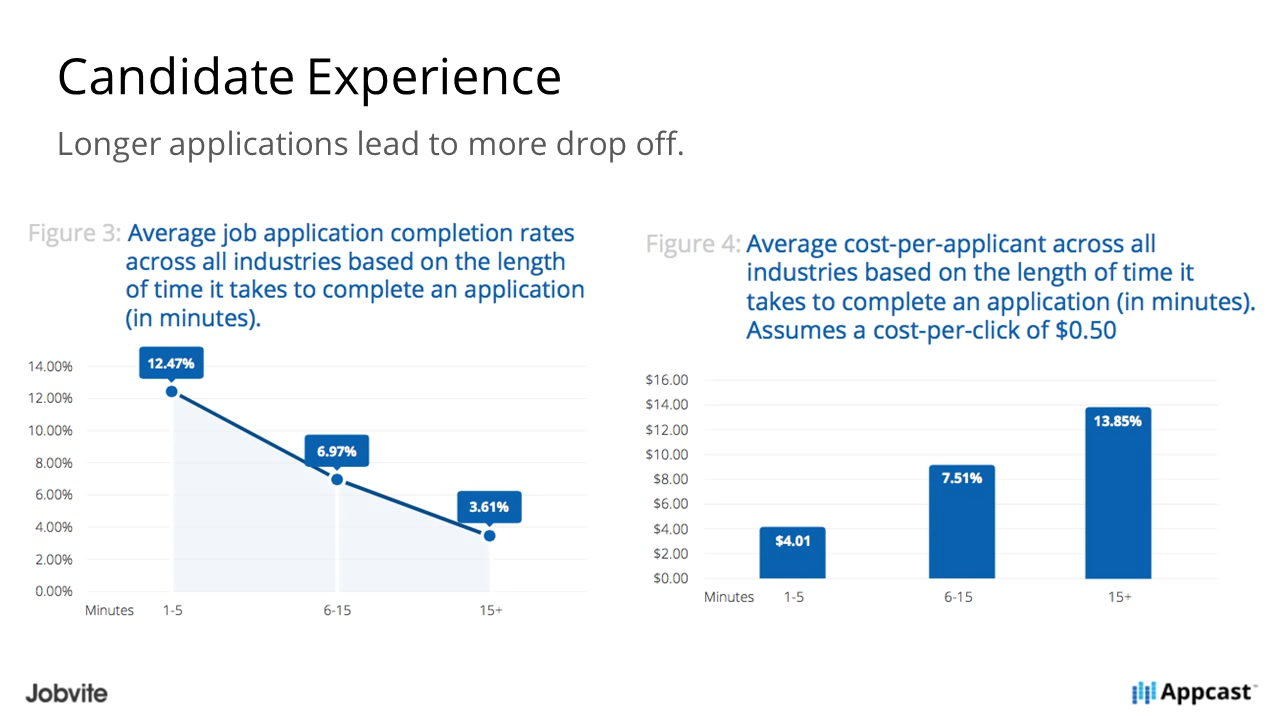 Candidate Experience
Longer applications lead to more drop off.
Figure 3: Average job application completion rates
across all industries based on the length
of time it takes to complete an application
(in minutes).
14.00%
12.00%
10.00%
8.00%
6.00%
4.00%
2.00%
0.00%
12.47%
6.97%
3.61%
Minutes 1-5 6-15 15+
Figure 4: Average cost-per-applicant across all
industries based on the length of time it
takes to complete an application (in minutes).
Assumes a cost-per-click of $0.50
$16.00
$14.00
$12.00
$10.00
$8.00
$6.00
$4.00
$2.00
$0.00
$4.01
7.51%
13.85%
Minutes 1-5 6-15 15+
Jobvite
Appcast